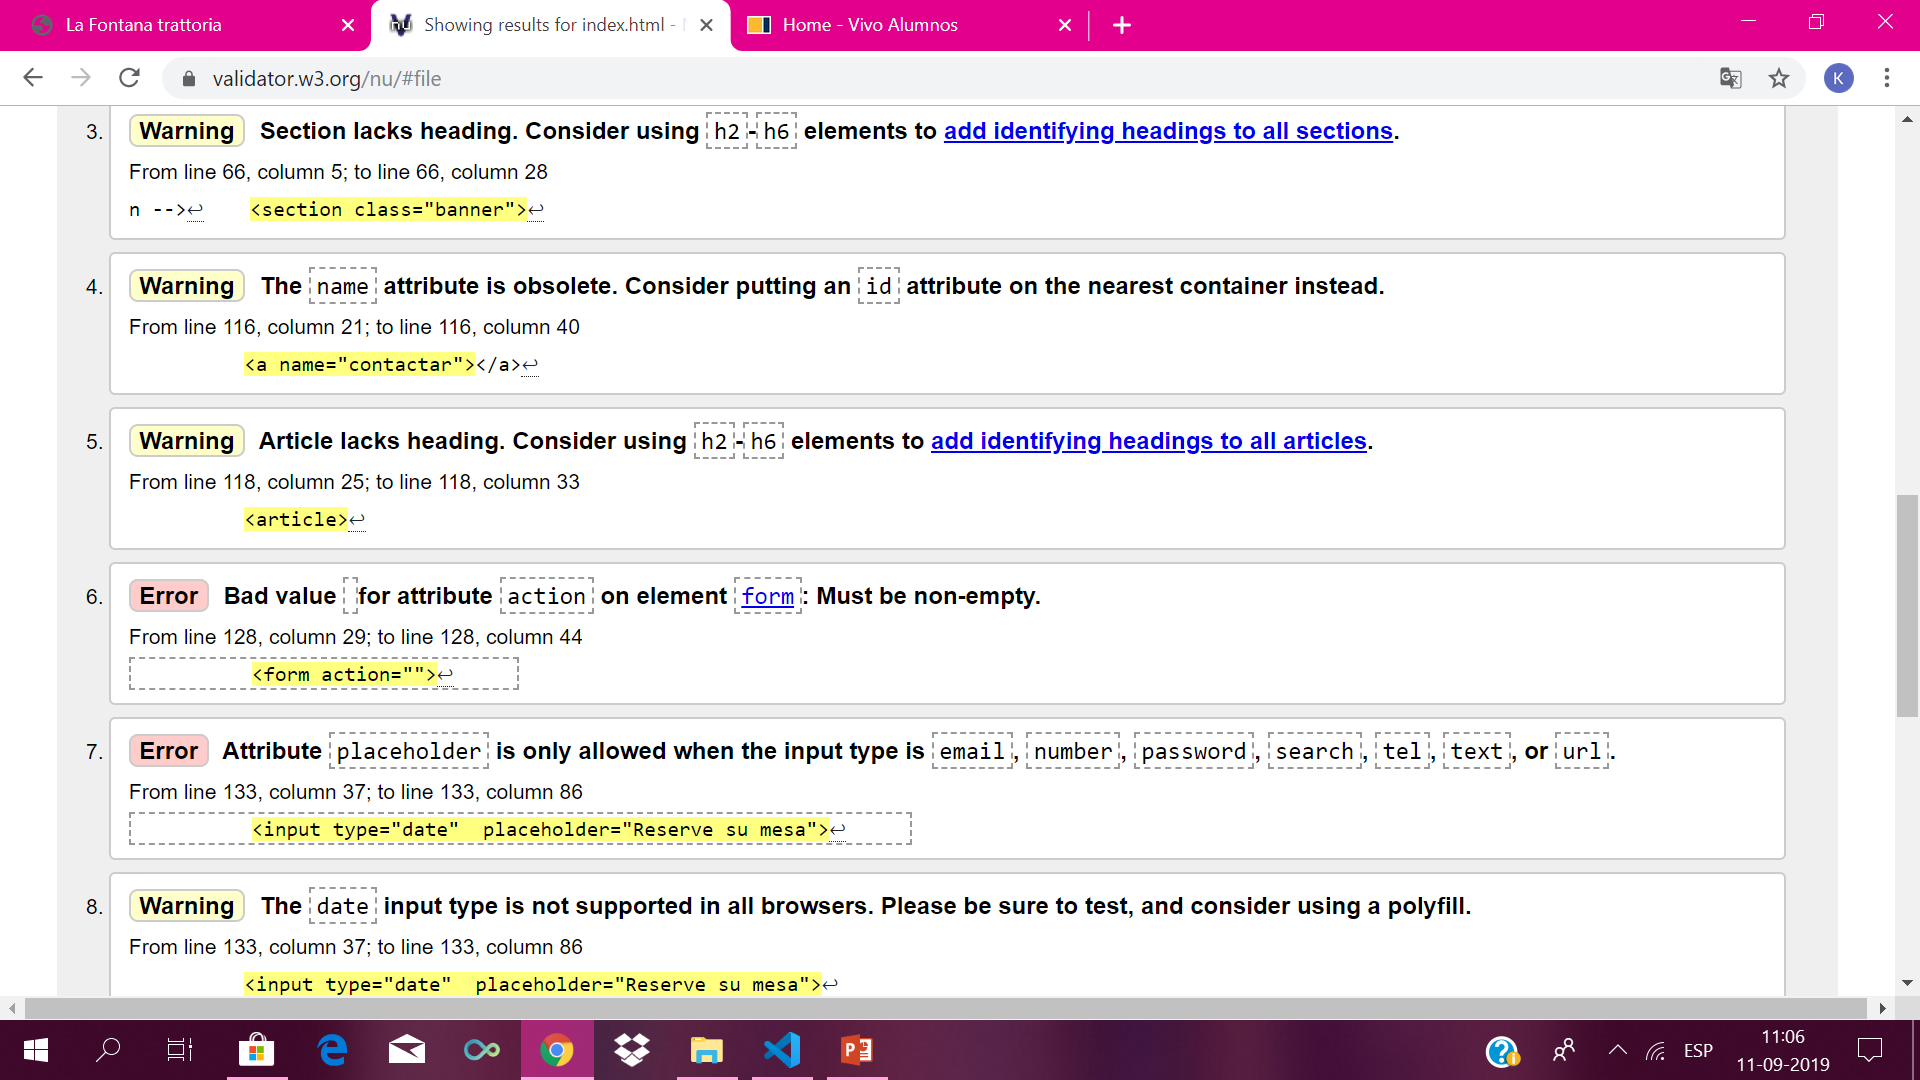 La Fontana trattoria
Showing results for index.html -
Home - Vivo Alumnos
validator.w3.org/nu/#file
K
3. Warning Section lacks heading. Consider using h2-h6 elements to add identifying headings to all sections.
From line 66, column 5; to line 66, column 28
n -->↩ <section class="banner">↩
4. Warning The name attribute is obsolete. Consider putting an id attribute on the nearest container instead.
From line 116, column 21; to line 116, column 40
<a name="contactar"></a>↩
5. Warning Article lacks heading. Consider using h2-h6 elements to add identifying headings to all articles.
From line 118, column 25; to line 118, column 33
<article>↩
6. Error Bad value for attribute action on element form: Must be non-empty.
From line 128, column 29; to line 128, column 44
<form action="">↩
7. Error Attribute placeholder is only allowed when the input type is email, number, password, search, tel, text, or url.
From line 133, column 37; to line 133, column 86
<input type="date"  placeholder="Reserve su mesa">↩
8. Warning The date input type is not supported in all browsers. Please be sure to test, and consider using a polyfill.
From line 133, column 37; to line 133, column 86
<input type="date"  placeholder="Reserve su mesa">↩
ESP
11:06
11-09-2019